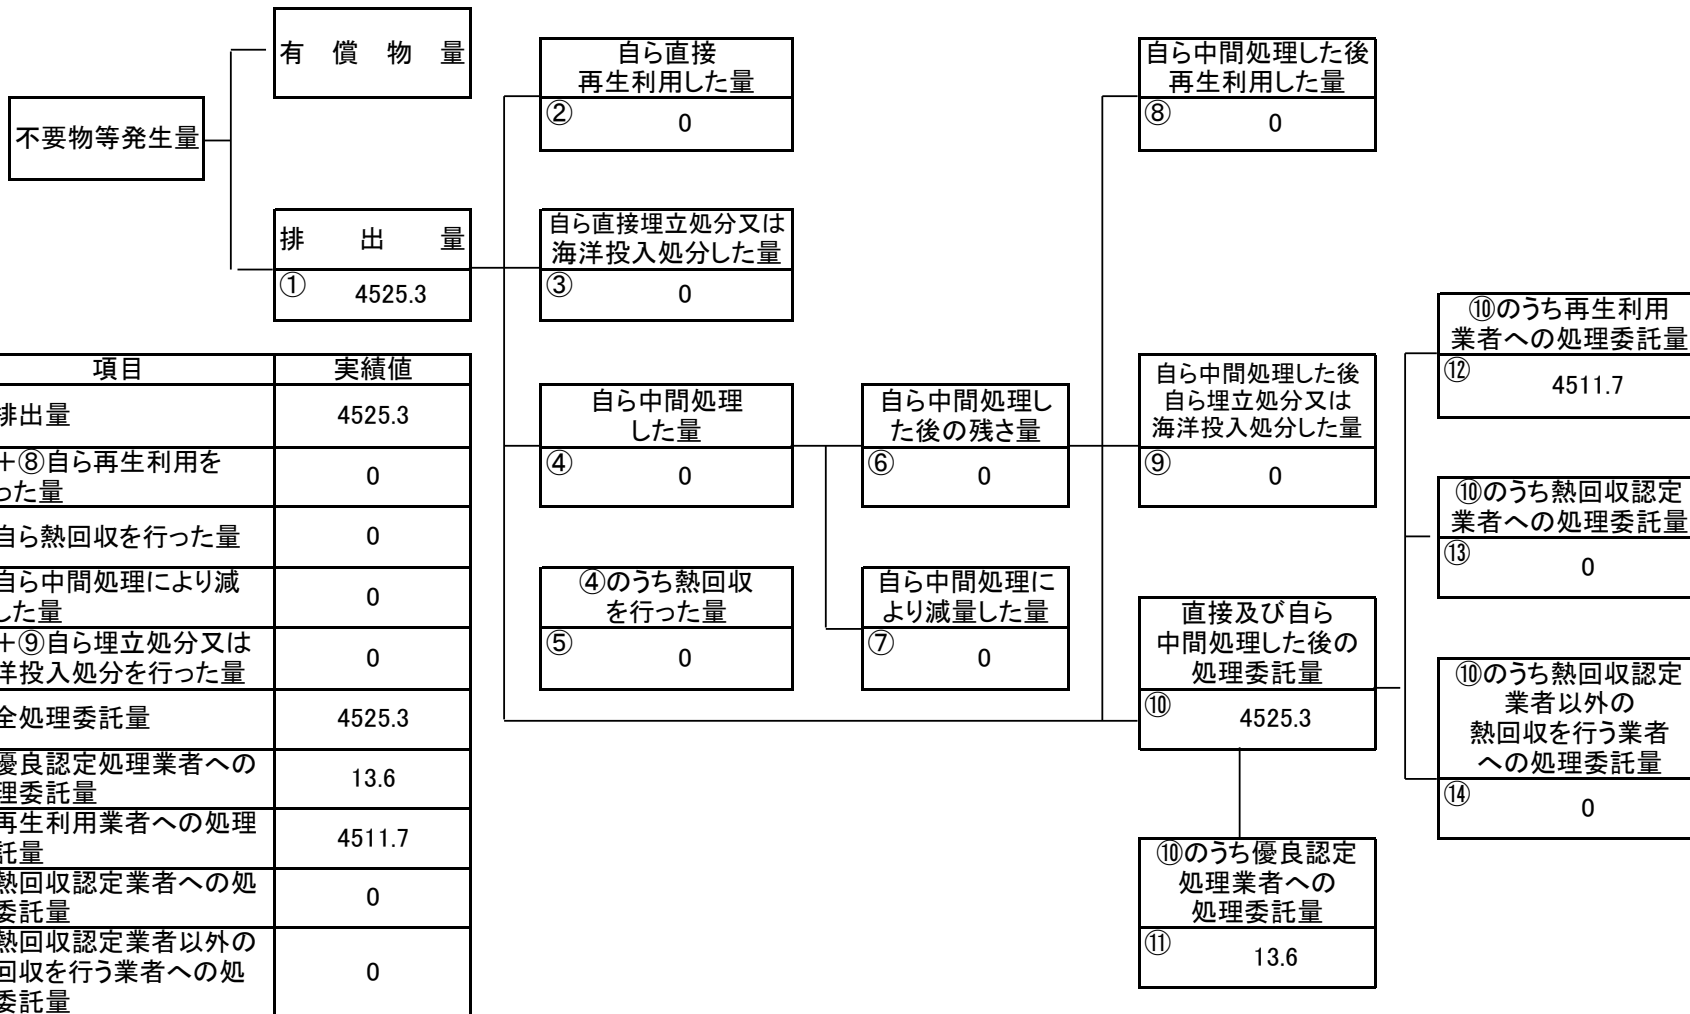 有償物量
不要物等発生量
排出量
① 4525.3
自ら直接
再生利用した量
② 0
自ら直接埋立処分又は
海洋投入処分した量
③ 0
自ら中間処理
した量
④ 0
④のうち熱回収
を行った量
⑤ 0
自ら中間処理し
た後の残さ量
⑥ 0
自ら中間処理に
より減量した量
⑦ 0
自ら中間処理した後
再生利用した量
⑧ 0
自ら中間処理した後
自ら埋立処分又は
海洋投入処分した量
⑨ 0
直接及び自ら
中間処理した後の
処理委託量
⑩ 4525.3
⑩のうち優良認定
処理業者への
処理委託量
⑪ 13.6
⑩のうち再生利用
業者への処理委託量
⑫ 4511.7
⑩のうち熱回収認定
業者への処理委託量
⑬ 0
⑩のうち熱回収認定
業者以外の
熱回収を行う業者
への処理委託量
⑭ 0
項目 実績値
排出量 4525.3
＋⑧自ら再生利用を
った量 0
自ら熱回収を行った量 0
自ら中間処理により減
した量 0
＋⑨自ら埋立処分又は
洋投入処分を行った量 0
全処理委託量 4525.3
優良認定処理業者への
理委託量 13.6
再生利用業者への処理
託量 4511.7
熱回収認定業者への処
委託量 0
熱回収認定業者以外の
回収を行う業者への処
委託量 0